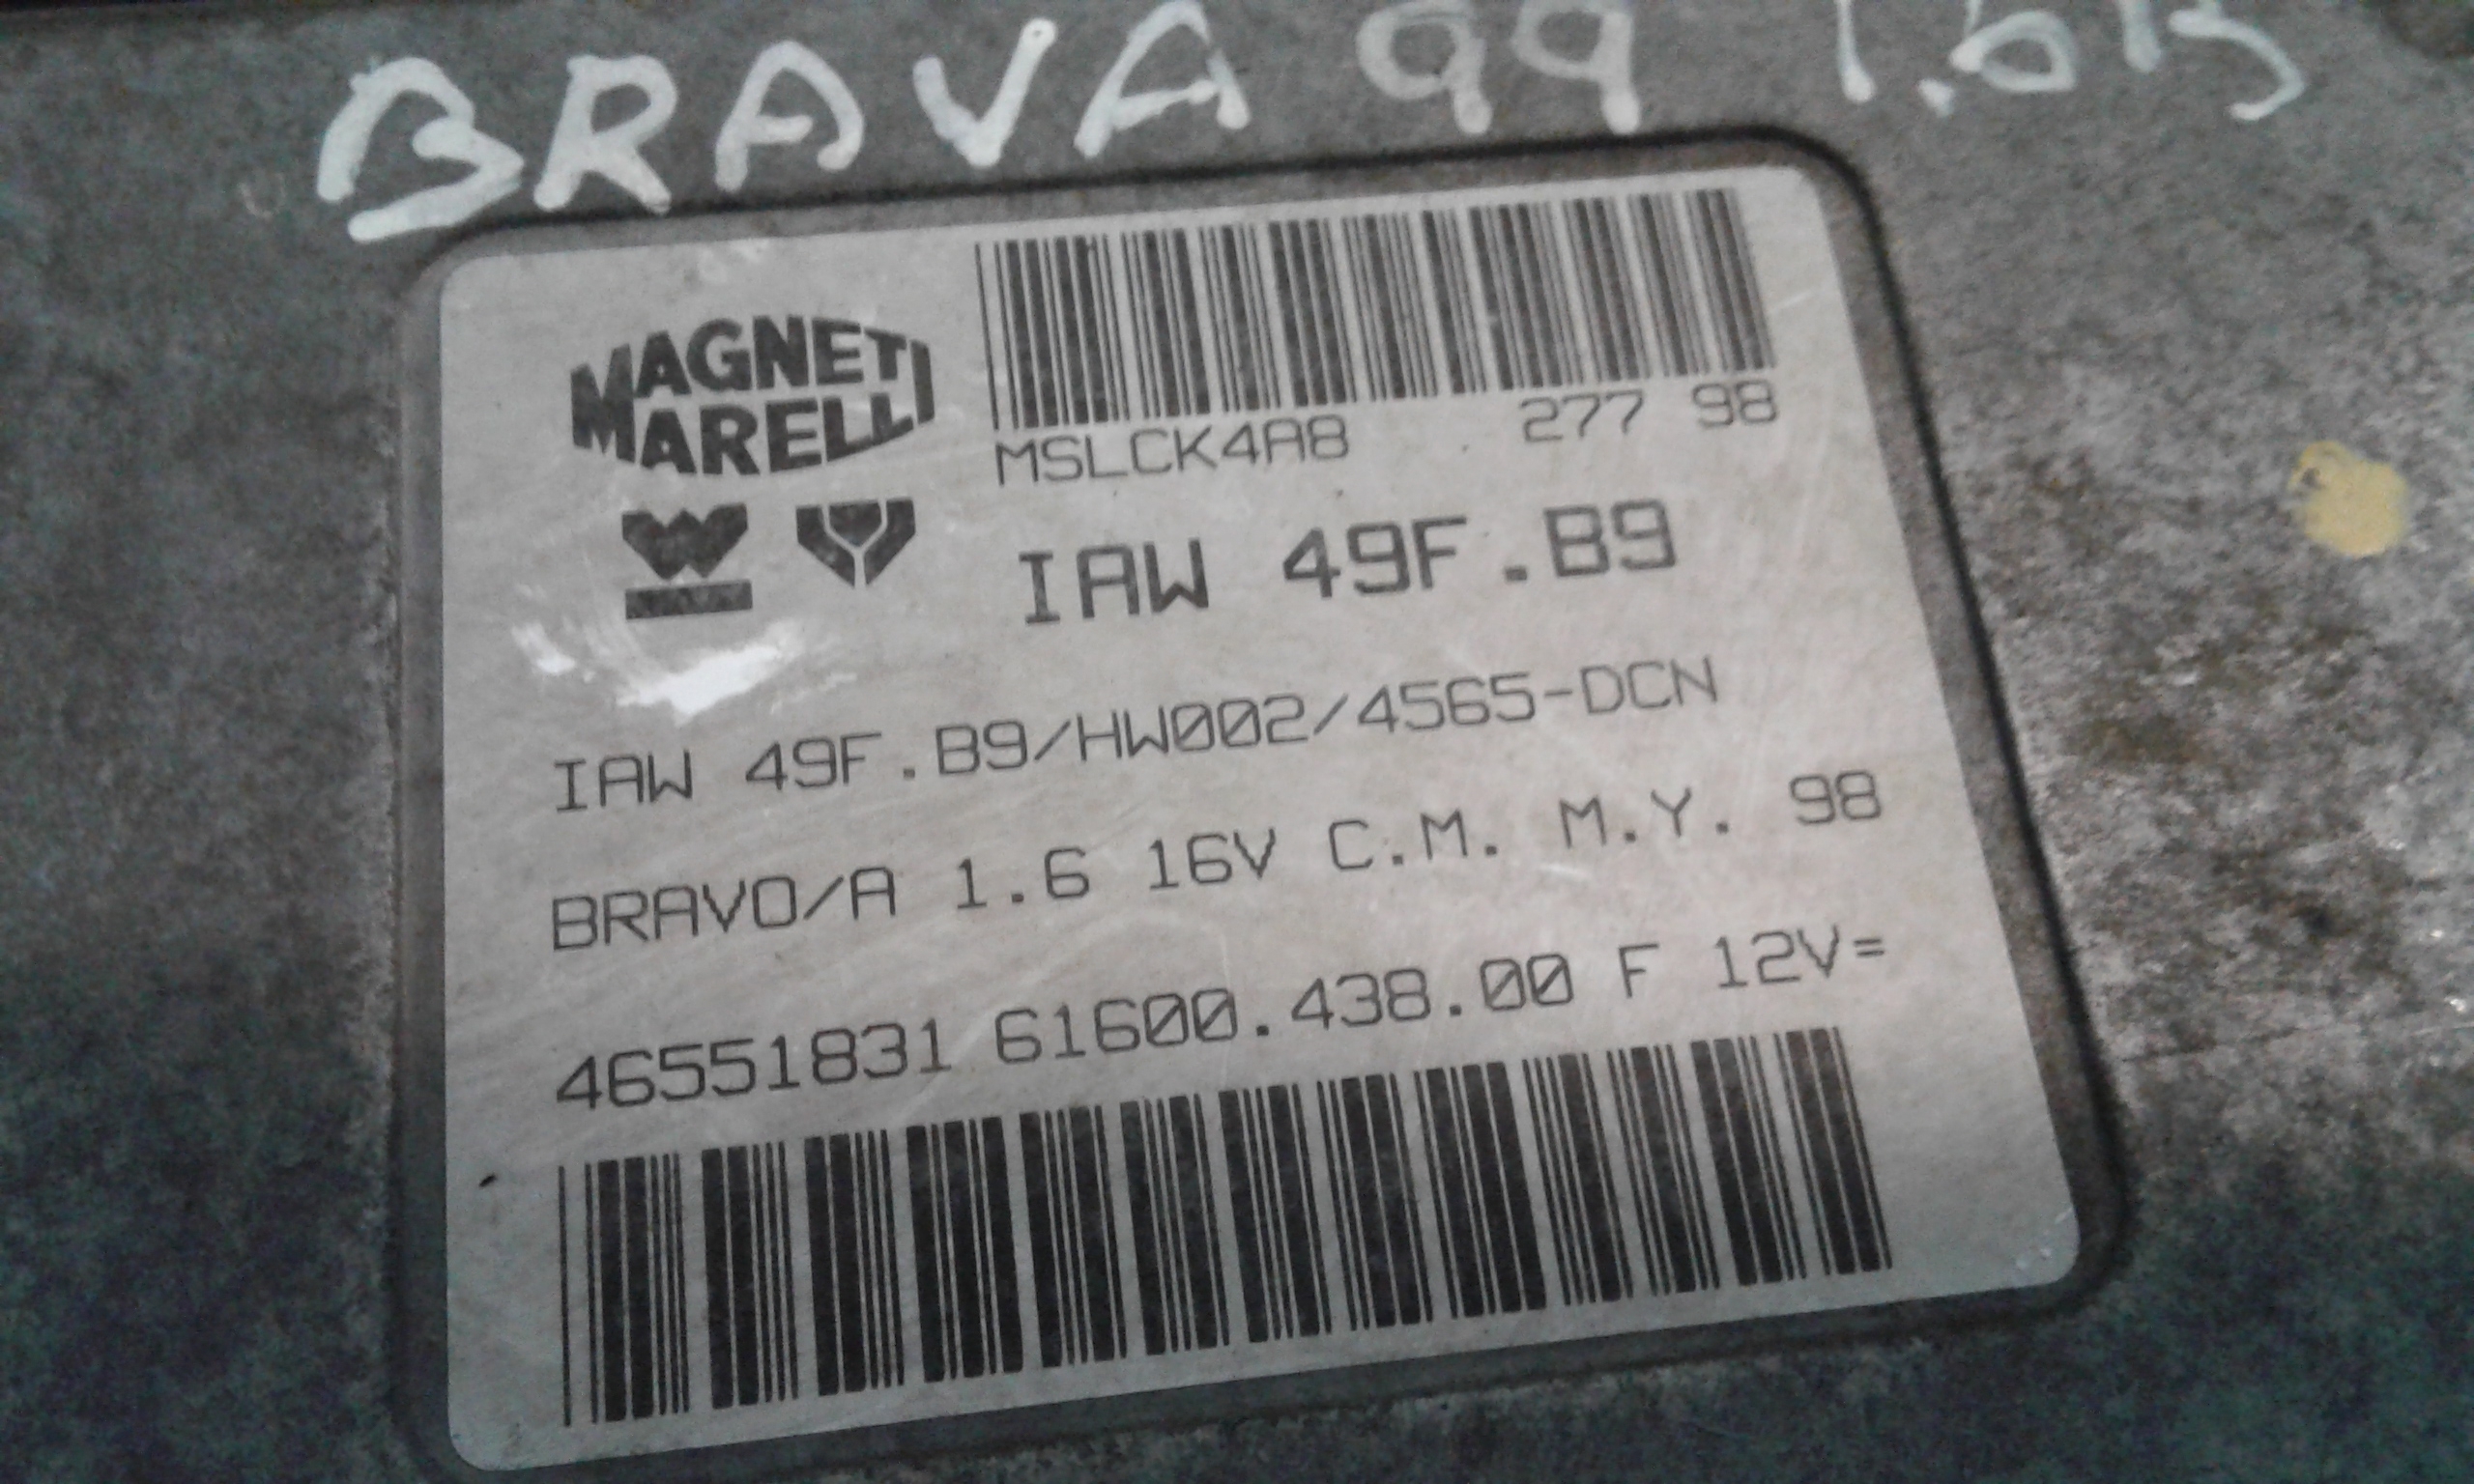 BRAVA 99 1.6
MAGNETI
MARELLI
MSLCK4A8 277 98
IAW 49F.B9
IAW 49F.B9/HW002/4565-DCN
BRAVO/A 1.6 16V C.M. M.Y. 98
46551831 61600.438.00 F 12V=